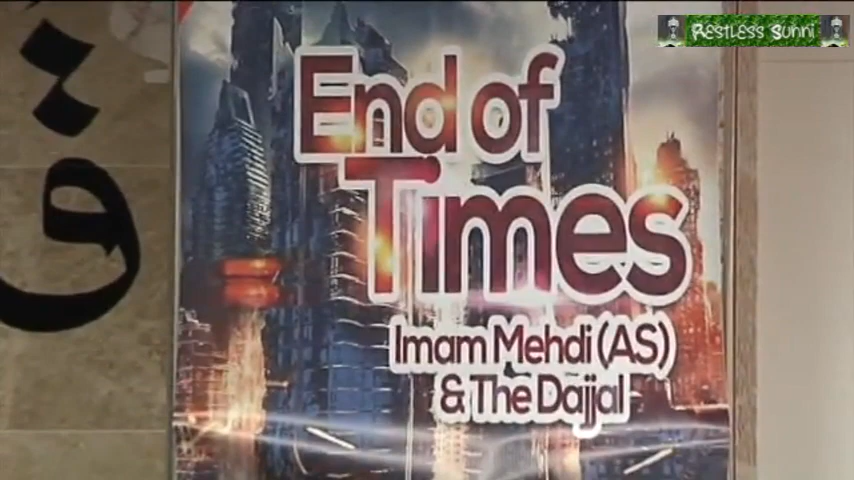 RESTLESS SUNNI
End of
Times
Imam Mehdi (AS)
& The Dajjal